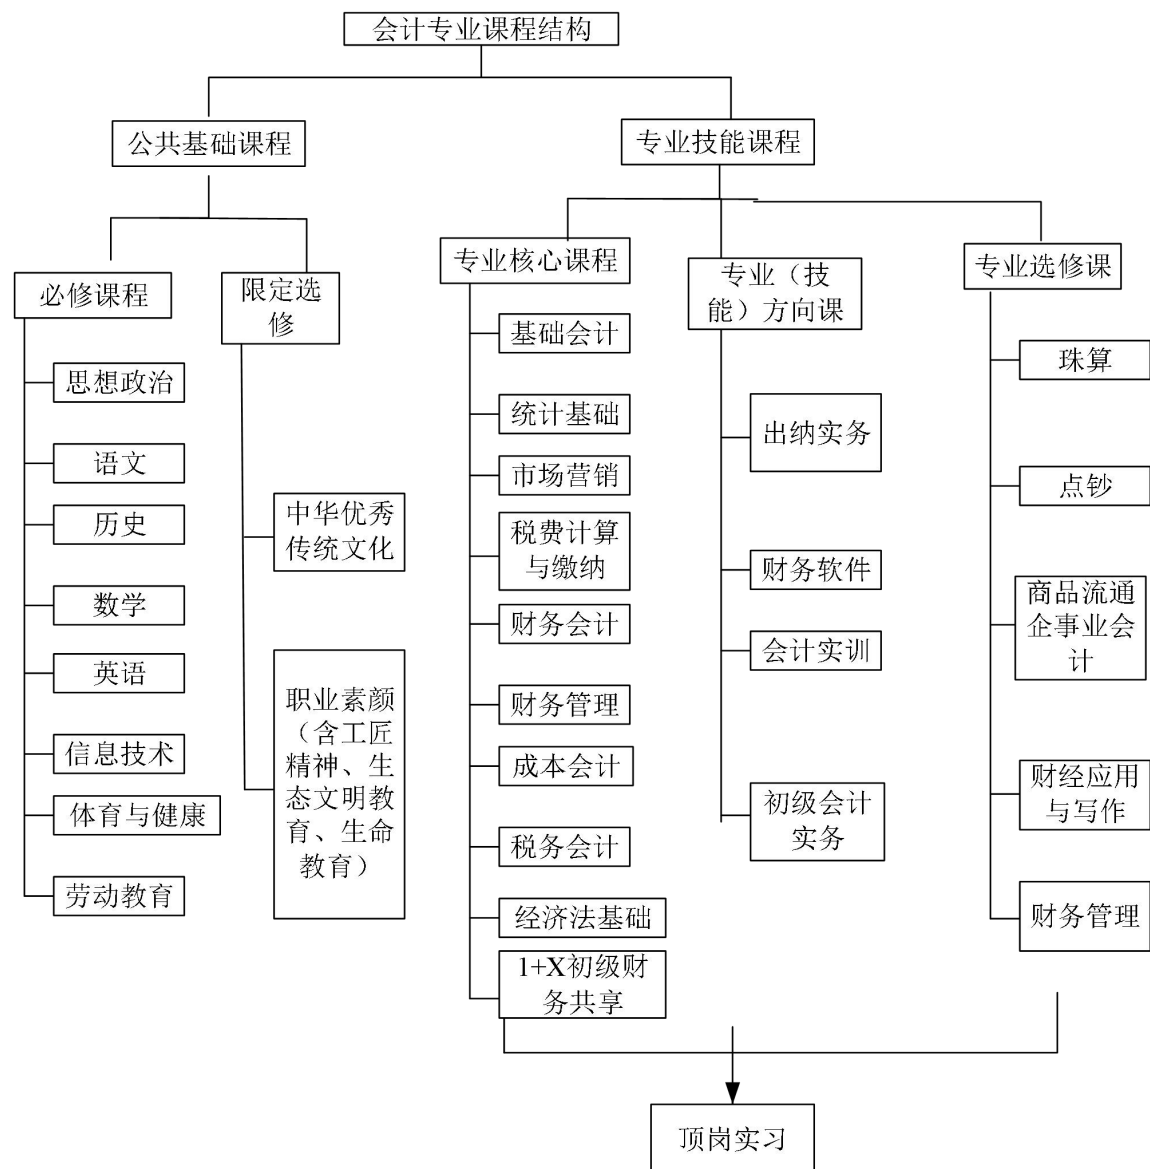 会计专业课程结构
公共基础课程
专业技能课程
必修课程
限定选
修
专业核心课程
专业（技
能）方向课
专业选修课
思想政治
语文
历史
数学
英语
信息技术
体育与健康
劳动教育
中华优秀
传统文化
职业素颜
（含工匠
精神、生
态文明教
育、生命
教育）
基础会计
统计基础
市场营销
税费计算
与缴纳
财务会计
财务管理
成本会计
税务会计
经济法基础
1+X初级财
务共享
出纳实务
财务软件
会计实训
初级会计
实务
珠算
点钞
商品流通
企事业会
计
财经应用
与写作
财务管理
顶岗实习